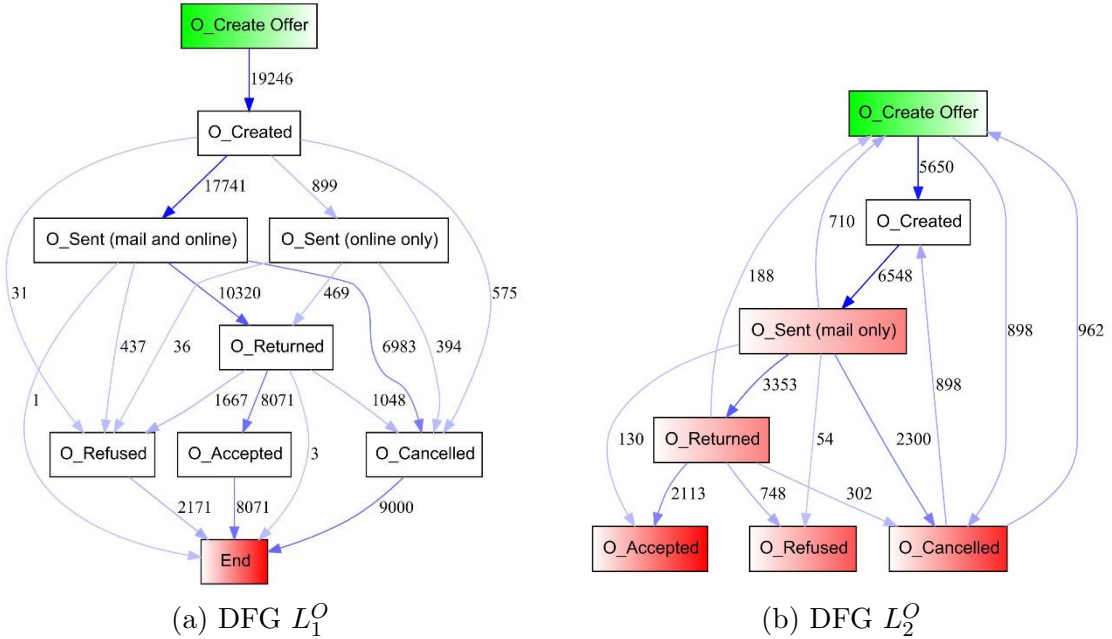 O_Create Offer
19246
O_Created
17741
899
O_Sent (mail and online)
O_Sent (online only)
31
10320
469
575
437
36
O_Returned
6983
394
1
1667
8071
1048
O_Refused
O_Accepted
3
O_Cancelled
2171
8071
9000
End
(a) DFG L₁ᴼ
O_Create Offer
5650
O_Created
710
188
6548
O_Sent (mail only)
898
962
3353
898
130
O_Returned
54
2300
2113
748
302
O_Accepted
O_Refused
O_Cancelled
(b) DFG L₂ᴼ